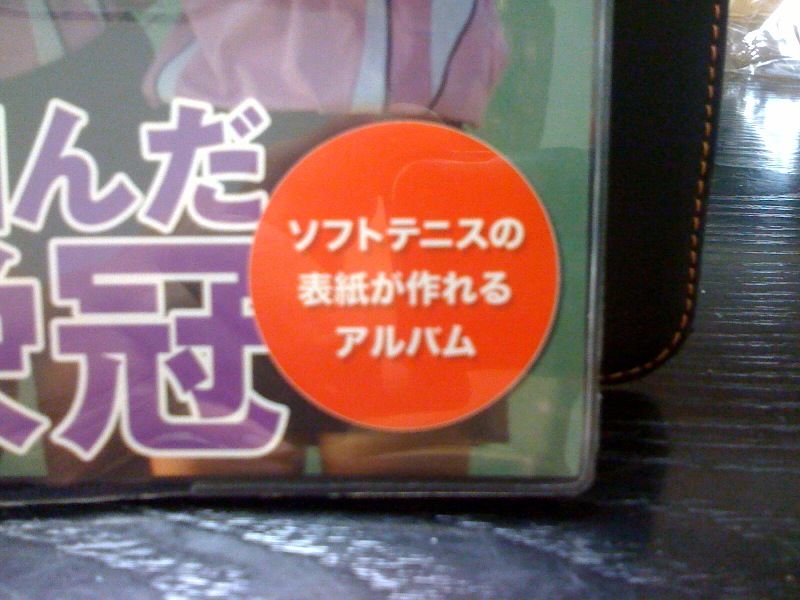 んだ
冠
ソフトテニスの
表紙が作れる
アルバム